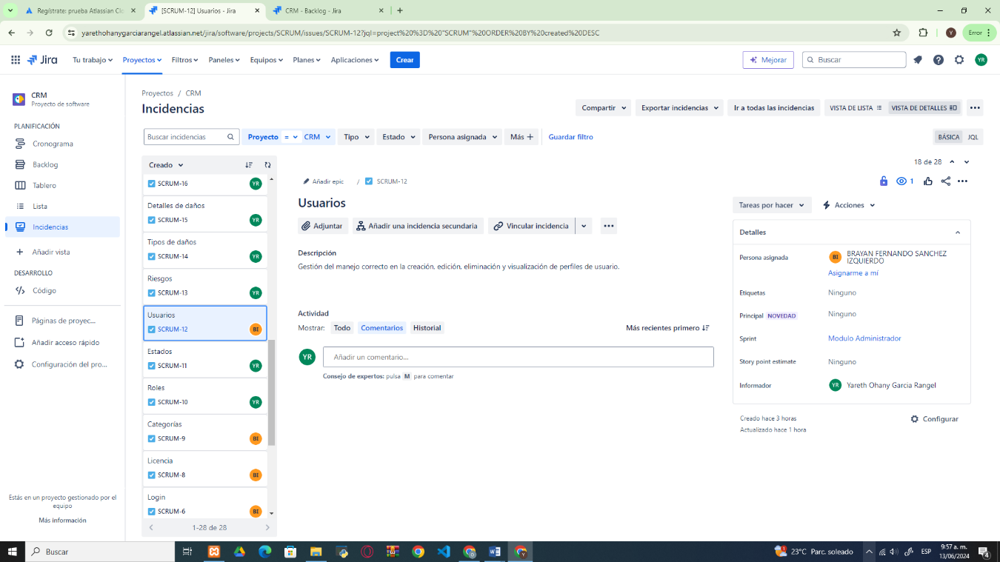 Regístrate: prueba Atlassian Clo
[SCRUM-12] Usuarios - Jira
CRM - Backlog - Jira
yarethohanygarciarangel.atlassian.net/jira/software/projects/SCRUM/issues/SCRUM-12?jql=project%20%3D%20"SCRUM"%20ORDER%20BY%20created%20DESC
Y
Error
Jira
Tu trabajo
Proyectos
Filtros
Paneles
Equipos
Planes
Aplicaciones
Crear
Mejorar
Buscar
YR
CRM
Proyecto de software
PLANIFICACIÓN
Cronograma
Backlog
Tablero
Lista
Incidencias
Añadir vista
DESARROLLO
Código
Páginas de proyec...
Añadir acceso rápido
Configuración del pro...
Estás en un proyecto gestionado por el
equipo
Más información
Proyectos / CRM
Incidencias
Compartir
Exportar incidencias
Ir a todas las incidencias
VISTA DE LISTA
VISTA DE DETALLES
Buscar incidencias
Proyecto = CRM
Tipo
Estado
Persona asignada
Más +
Guardar filtro
BÁSICA
JQL
Creado
SCRUM-16 YR
Detalles de daños
SCRUM-15 YR
Tipos de daños
SCRUM-14 YR
Riesgos
SCRUM-13 YR
Usuarios
SCRUM-12 BI
Estados
SCRUM-11 YR
Roles
SCRUM-10 YR
Categorías
SCRUM-9 BI
Licencia
SCRUM-8 BI
Login
SCRUM-6 BI
1-28 de 28
18 de 28
Añadir epic / SCRUM-12
1
Usuarios
Adjuntar
Añadir una incidencia secundaria
Vincular incidencia
Descripción
Gestión del manejo correcto en la creación, edición, eliminación y visualización de perfiles de usuario.
Actividad
Mostrar: Todo Comentarios Historial
Más recientes primero
YR
Añadir un comentario...
Consejo de expertos: pulsa M para comentar
Tareas por hacer
Acciones
Detalles
Persona asignada
BI
BRAYAN FERNANDO SANCHEZ
IZQUIERDO
Asignarme a mí
Etiquetas
Ninguno
Principal NOVEDAD
Ninguno
Sprint
Modulo Administrador
Story point estimate
Ninguno
Informador
YR
Yareth Ohany Garcia Rangel
Creado hace 3 horas
Actualizado hace 1 hora
Configurar
Buscar
23°C Parc. soleado
ESP
9:57 a. m.
13/06/2024
4